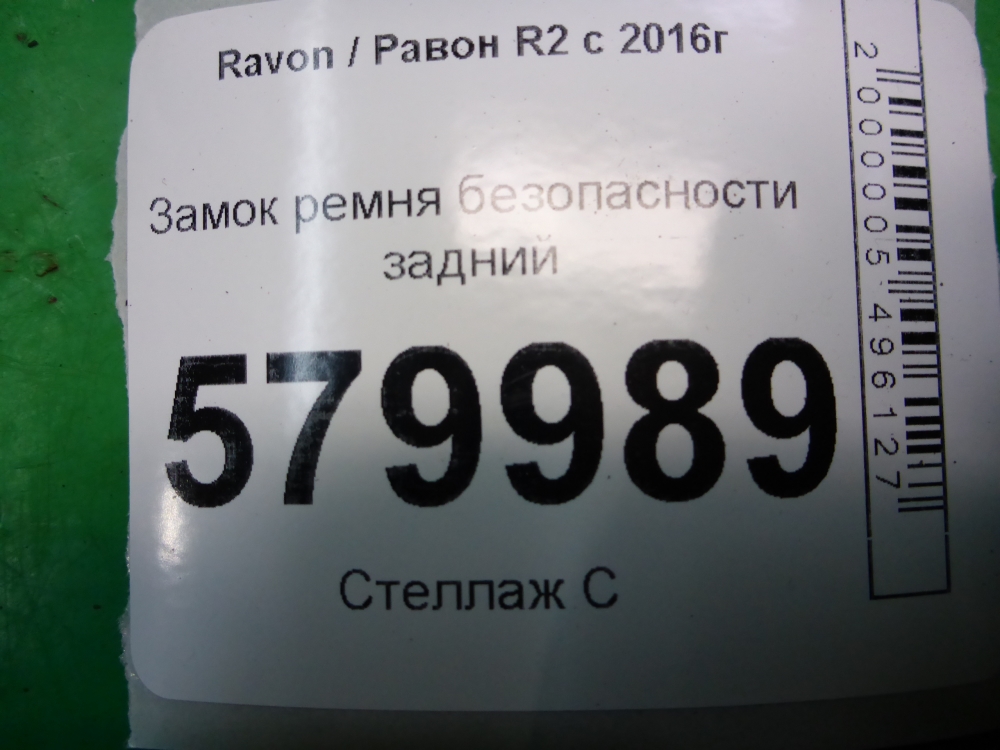 Ravon / Равон R2 с 2016г
Замок ремня безопасности
задний
579989
Стеллаж С
2000005496127